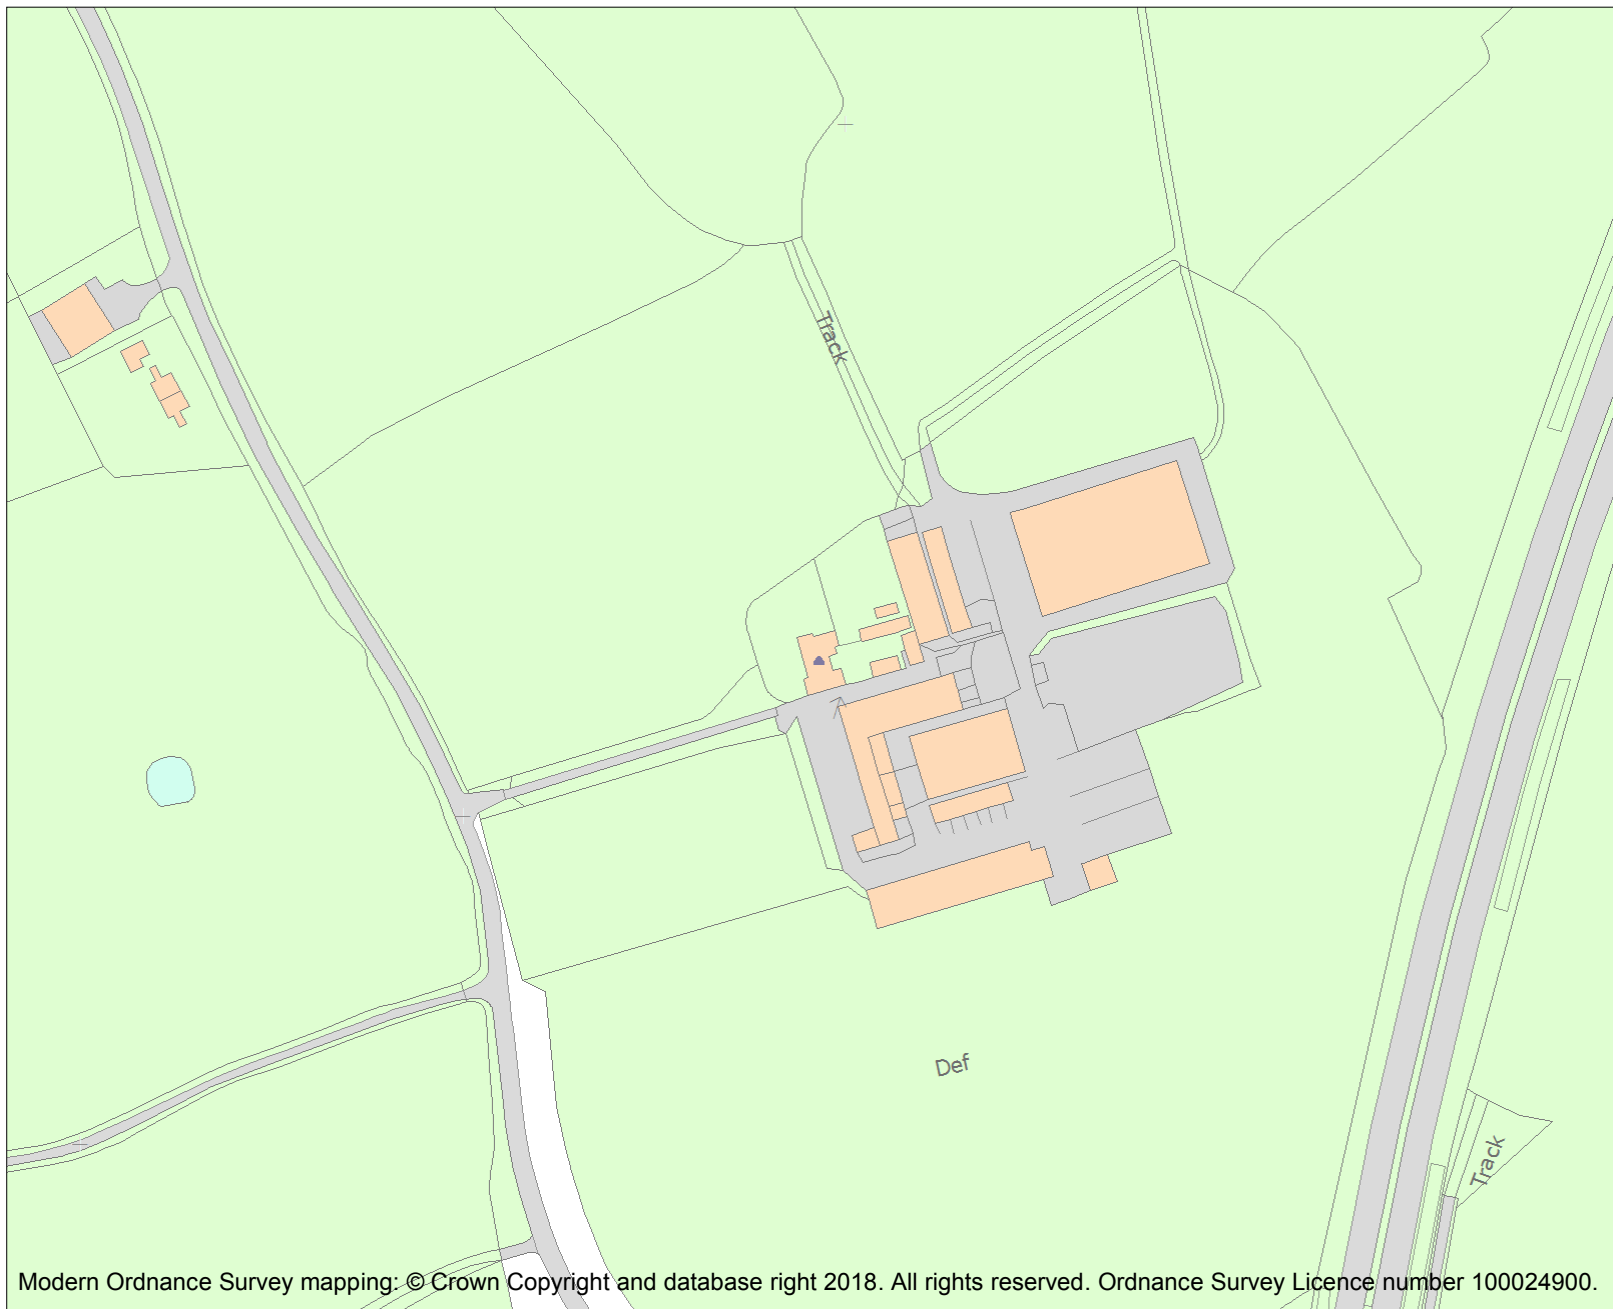 Track
Def
Track
Modern Ordnance Survey mapping: © Crown Copyright and database right 2018. All rights reserved. Ordnance Survey Licence number 100024900.